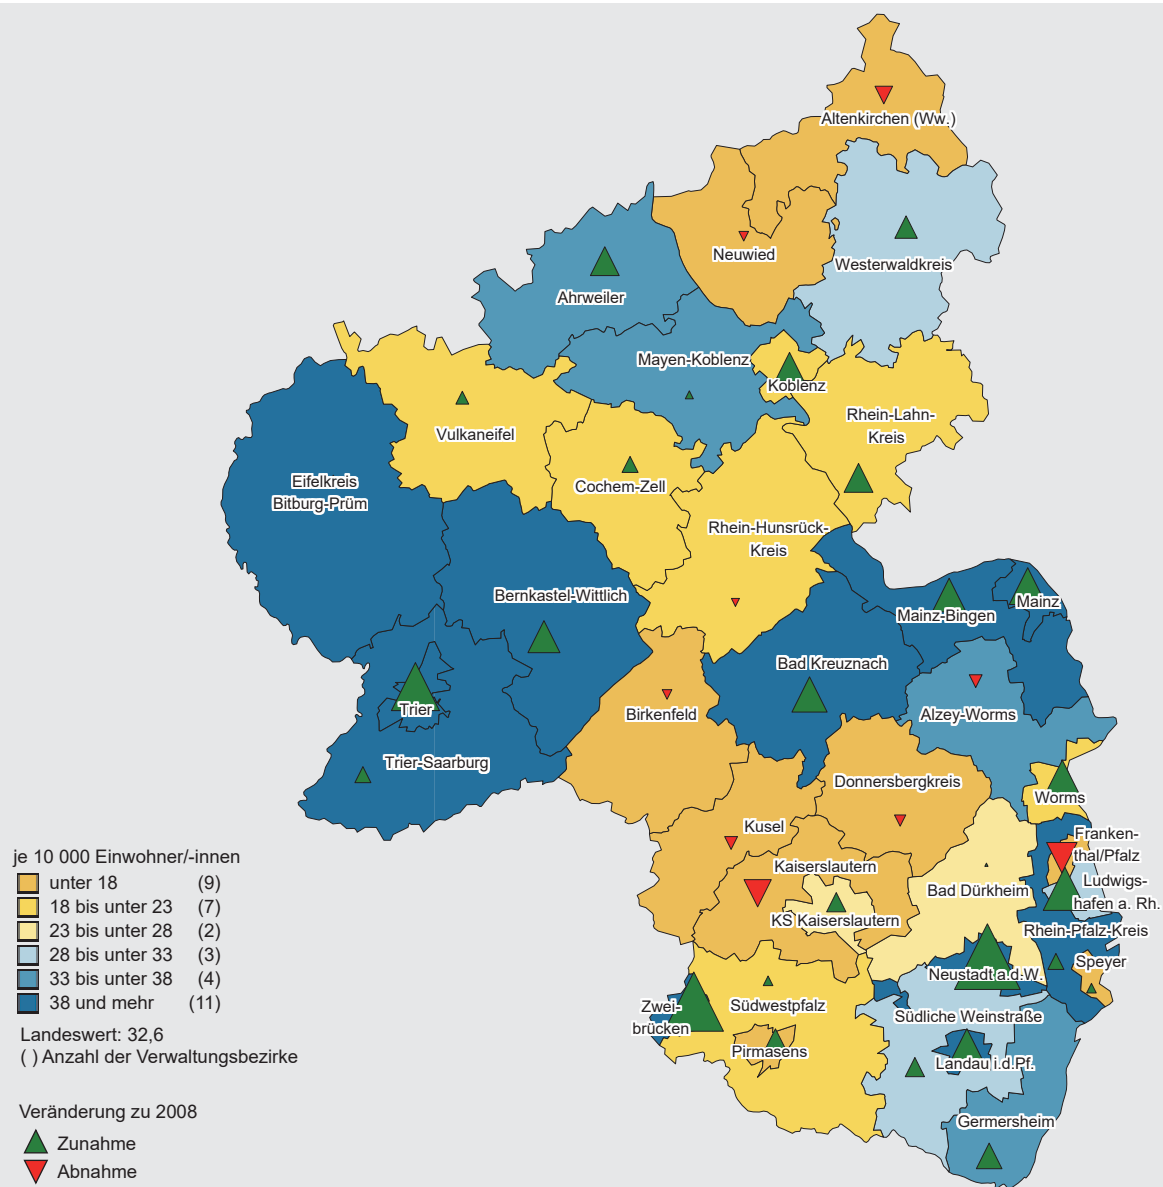 Altenkirchen (Ww.)
Neuwied
Westerwaldkreis
Ahrweiler
Mayen-Koblenz
Koblenz
Rhein-Lahn-
Kreis
Vulkaneifel
Cochem-Zell
Eifelkreis
Bitburg-Prüm
Rhein-Hunsrück-
Kreis
Bernkastel-Wittlich
Mainz-Bingen
Mainz
Bad Kreuznach
Trier
Birkenfeld
Alzey-Worms
Trier-Saarburg
Donnersbergkreis
Worms
Kusel
Franken-
thal/Pfalz
Kaiserslautern
Bad Dürkheim
Ludwigs-
hafen a. Rh.
KS Kaiserslautern
Rhein-Pfalz-Kreis
Speyer
Neustadt a.d.W.
Zwei-
brücken
Südwestpfalz
Südliche Weinstraße
Pirmasens
Landau i.d.Pf.
Germersheim
je 10 000 Einwohner/-innen
unter 18 (9)
18 bis unter 23 (7)
23 bis unter 28 (2)
28 bis unter 33 (3)
33 bis unter 38 (4)
38 und mehr (11)
Landeswert: 32,6
( ) Anzahl der Verwaltungsbezirke
Veränderung zu 2008
Zunahme
Abnahme